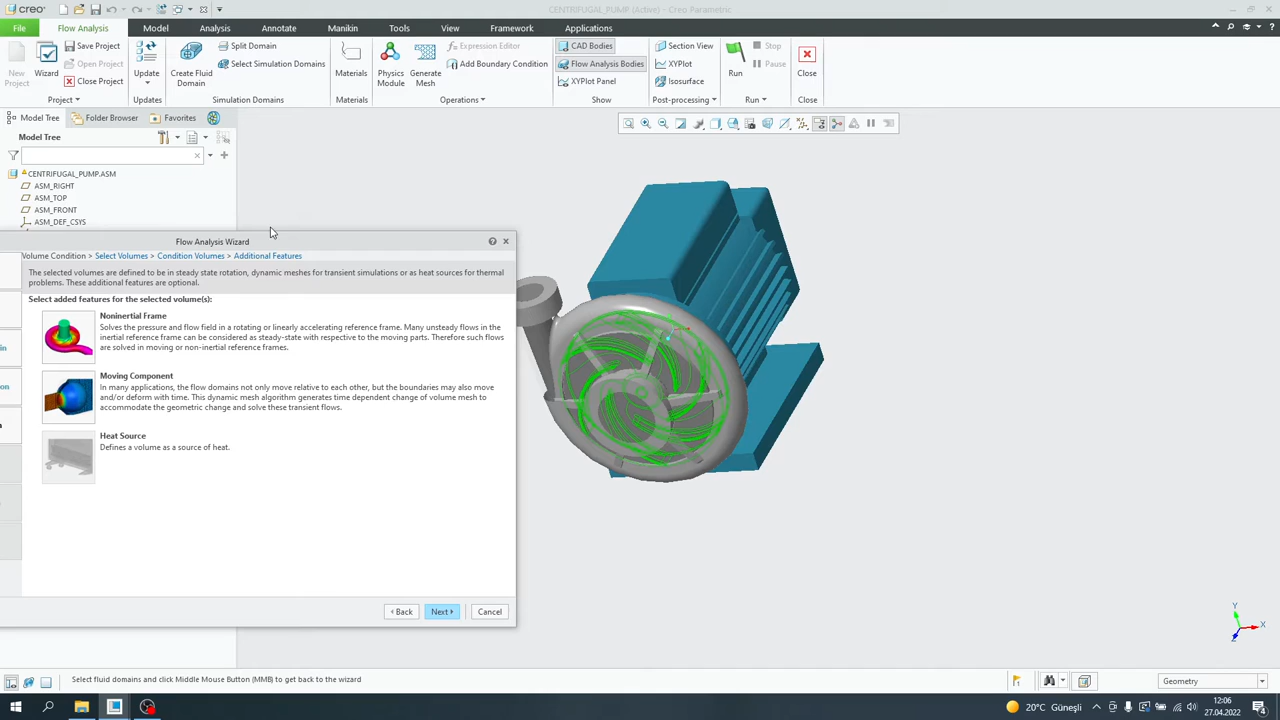 creo
CENTRIFUGAL_PUMP (Active) - Creo Parametric
File Flow Analysis Model Analysis Annotate Manikin Tools View Framework Applications
New Project
Wizard
Save Project
Open Project
Close Project
Update
Create Fluid Domain
Split Domain
Select Simulation Domains
Materials
Physics Module
Generate Mesh
Expression Editor
Add Boundary Condition
CAD Bodies
Flow Analysis Bodies
XYPlot Panel
Section View
XYPlot
Isosurface
Run
Stop
Pause
Close
Project Updates Simulation Domains Materials Operations Show Post-processing Run Close
Model Tree Folder Browser Favorites
Model Tree
CENTRIFUGAL_PUMP.ASM
ASM_RIGHT
ASM_TOP
ASM_FRONT
ASM_DEF_CSYS
Flow Analysis Wizard
Volume Condition > Select Volumes > Condition Volumes > Additional Features
The selected volumes are defined to be in steady state rotation, dynamic meshes for transient simulations or as heat sources for thermal
problems. These additional features are optional.
Select added features for the selected volume(s):
Noninertial Frame
Solves the pressure and flow field in a rotating or linearly accelerating reference frame. Many unsteady flows in the
inertial reference frame can be considered as steady-state with respect to the moving parts. Therefore such flows
are solved in moving or non-inertial reference frames.
Moving Component
In many applications, the flow domains not only move relative to each other, but the boundaries may also move
and/or deform with time. This dynamic mesh algorithm generates time dependent change of volume mesh to
accommodate the geometric change and solve these transient flows.
Heat Source
Defines a volume as a source of heat.
Back Next Cancel
Y
X
Z
Select fluid domains and click Middle Mouse Button (MMB) to get back to the wizard
Geometry
20°C Güneşli
12:06
27.04.2022